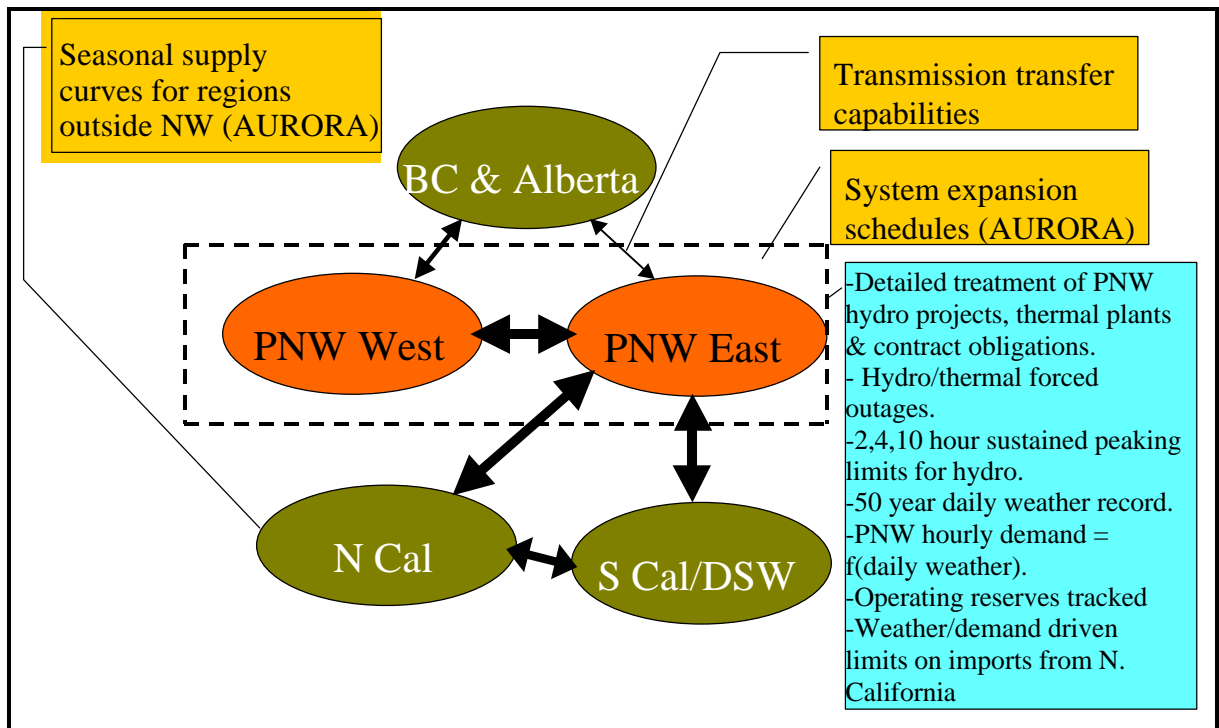 Seasonal supply
curves for regions
outside NW (AURORA)
Transmission transfer
capabilities
BC & Alberta
System expansion
schedules (AURORA)
PNW West
PNW East
N Cal
S Cal/DSW
-Detailed treatment of PNW
hydro projects, thermal plants
& contract obligations.
- Hydro/thermal forced
outages.
-2,4,10 hour sustained peaking
limits for hydro.
-50 year daily weather record.
-PNW hourly demand =
f(daily weather).
-Operating reserves tracked
-Weather/demand driven
limits on imports from N.
California